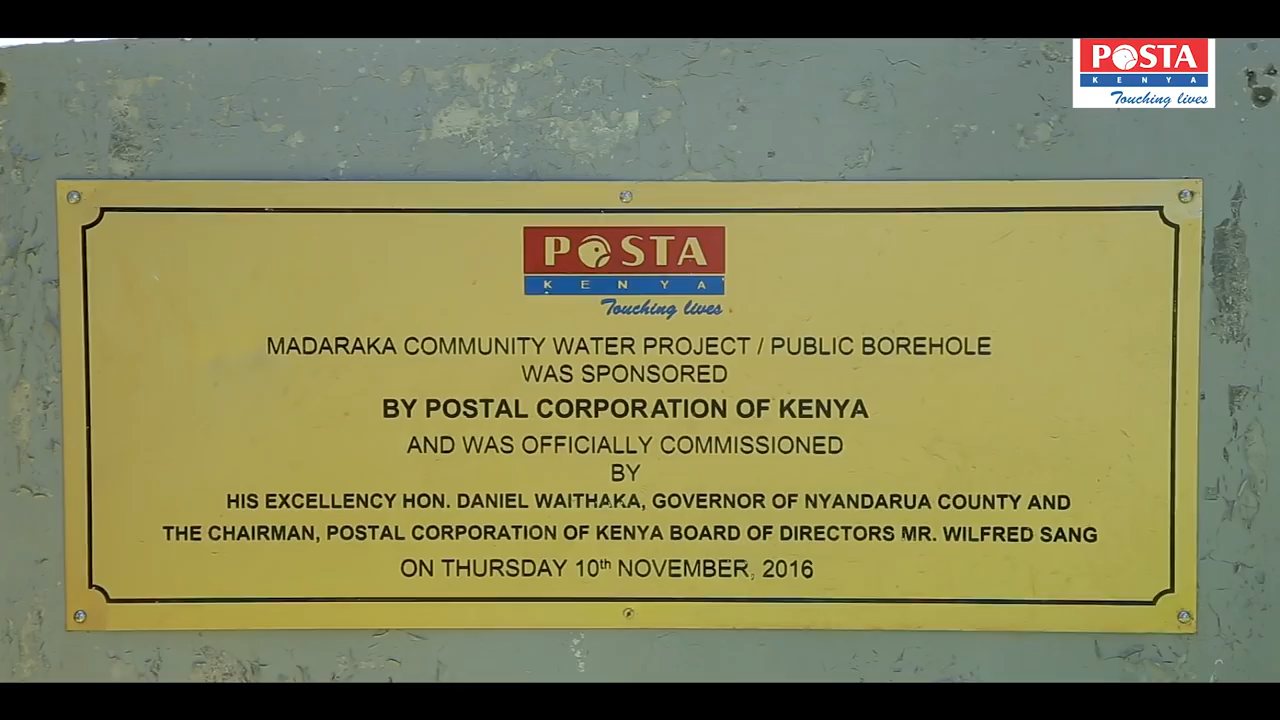 POSTA
KENYA
Touching lives
POSTA
KENYA
Touching lives
MADARAKA COMMUNITY WATER PROJECT / PUBLIC BOREHOLE
WAS SPONSORED
BY POSTAL CORPORATION OF KENYA
AND WAS OFFICIALLY COMMISSIONED
BY
HIS EXCELLENCY HON. DANIEL WAITHAKA, GOVERNOR OF NYANDARUA COUNTY AND
THE CHAIRMAN, POSTAL CORPORATION OF KENYA BOARD OF DIRECTORS MR. WILFRED SANG
ON THURSDAY 10th NOVEMBER, 2016